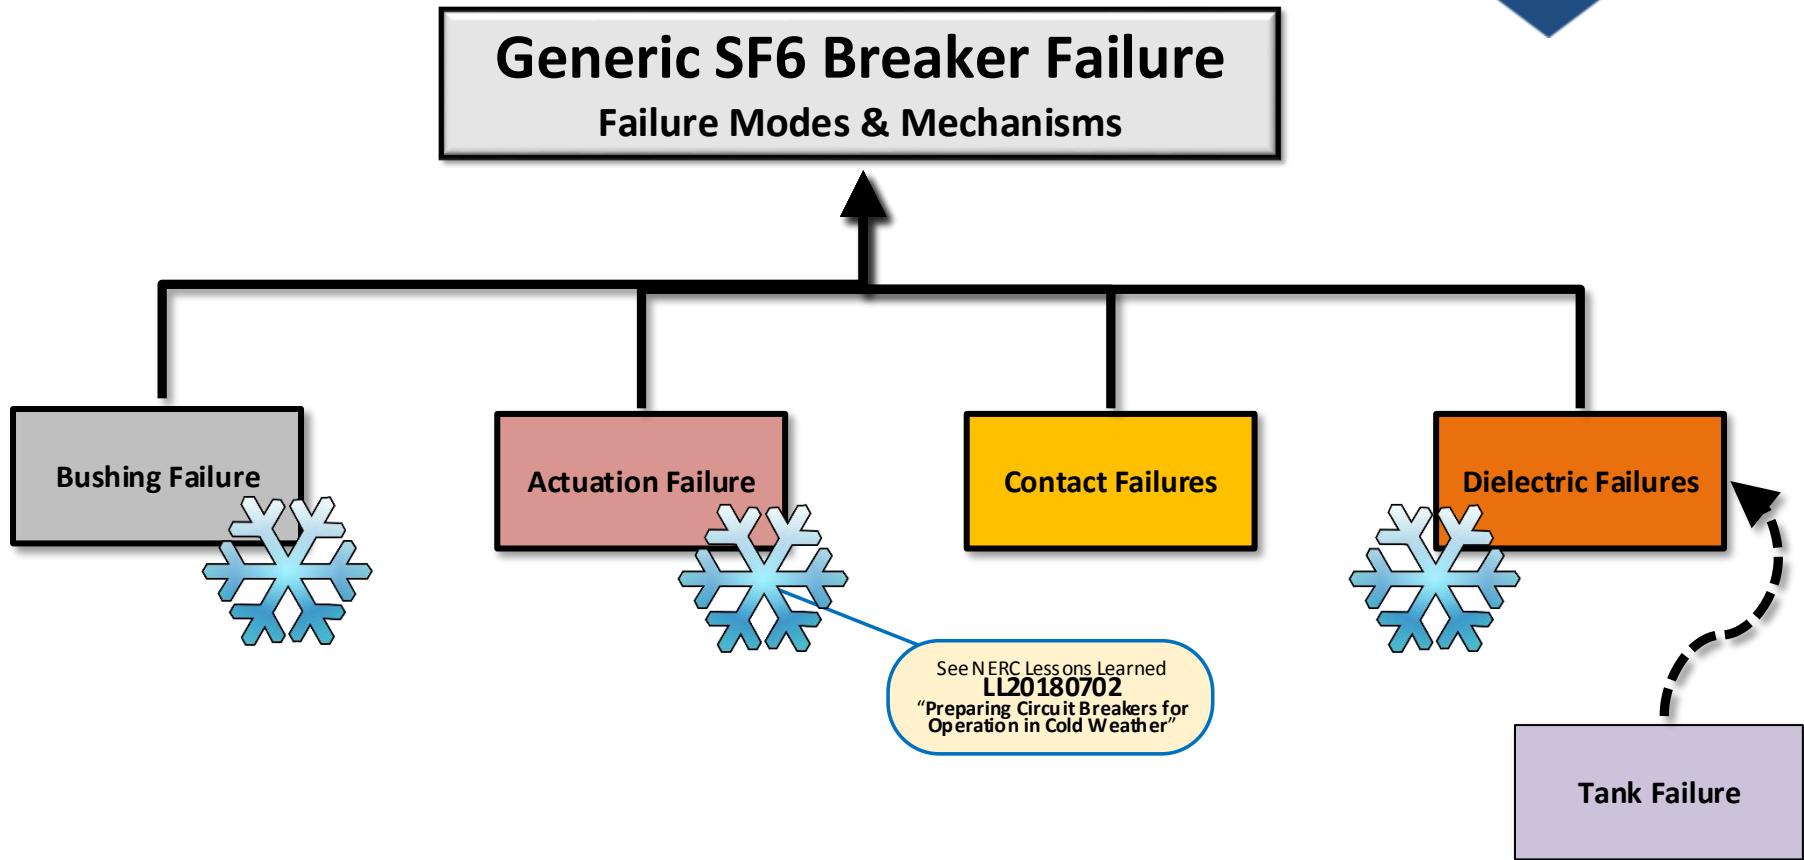 Generic SF6 Breaker Failure
Failure Modes & Mechanisms
Bushing Failure
Actuation Failure
Contact Failures
Dielectric Failures
See NERC Lessons Learned
LL20180702
“Preparing Circuit Breakers for
Operation in Cold Weather”
Tank Failure